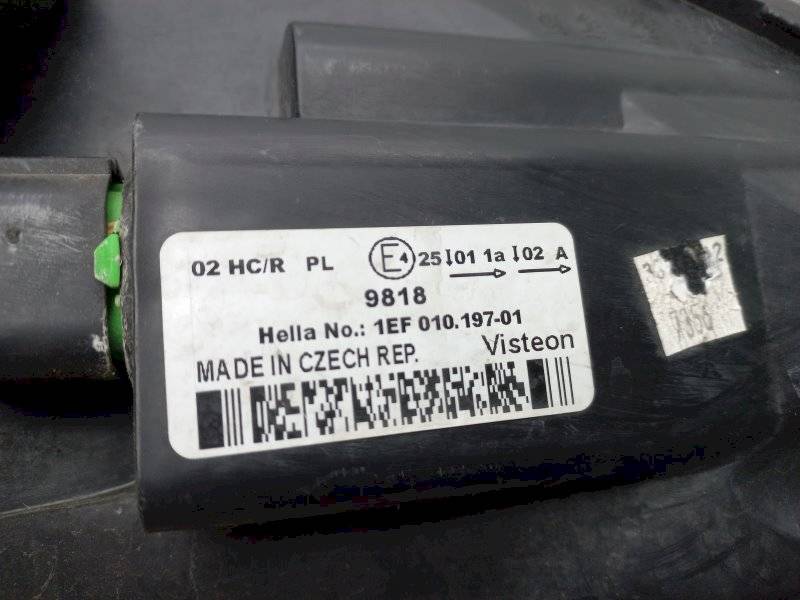 02 HC/R PL E4 25 ↓01 1a ↓02 A
9818
Hella No.: 1EF 010.197-01
MADE IN CZECH REP. Visteon